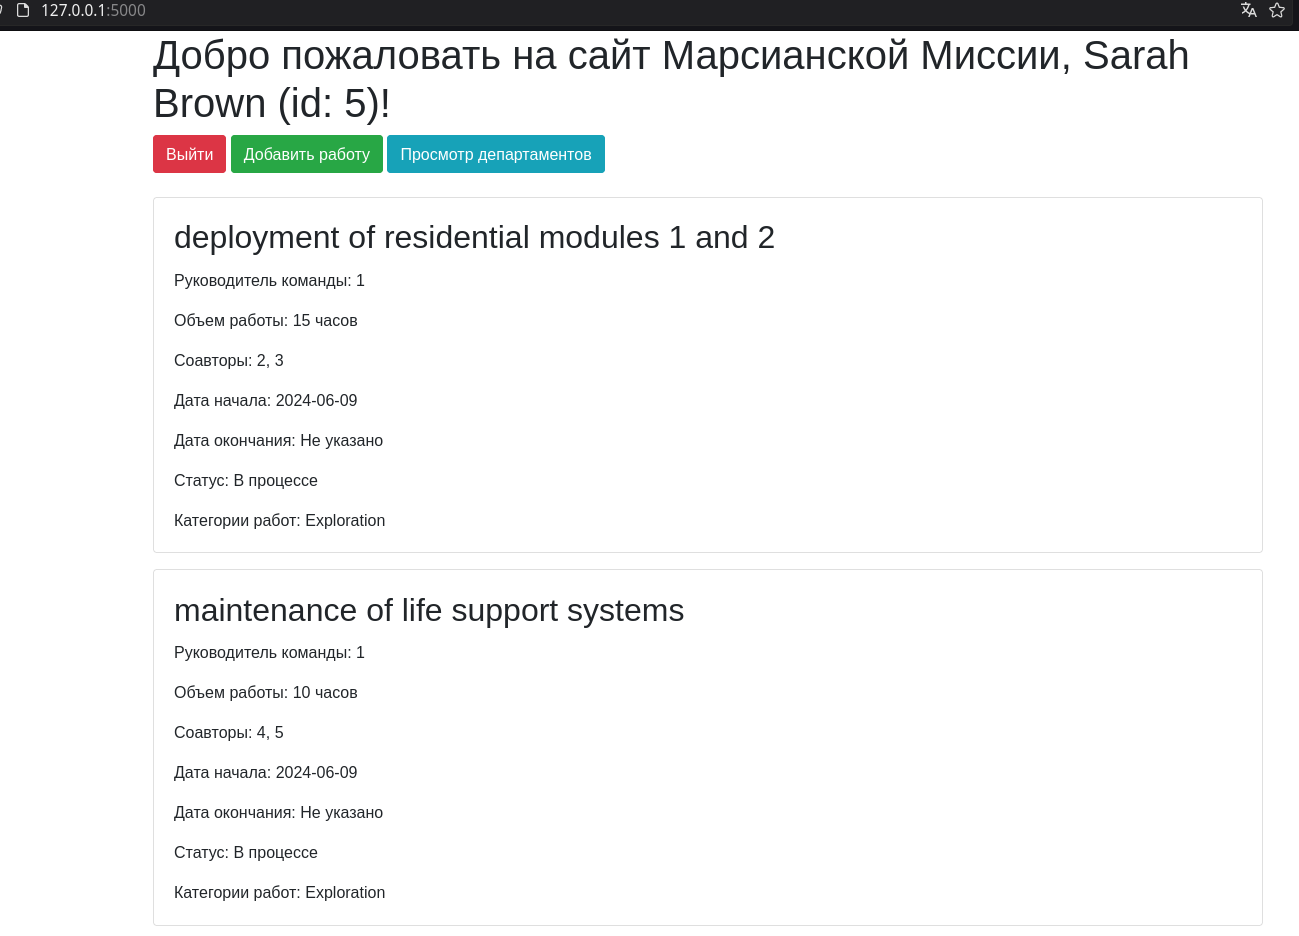 127.0.0.1:5000
Добро пожаловать на сайт Марсианской Миссии, Sarah
Brown (id: 5)!
Выйти Добавить работу Просмотр департаментов
deployment of residential modules 1 and 2
Руководитель команды: 1
Объем работы: 15 часов
Соавторы: 2, 3
Дата начала: 2024-06-09
Дата окончания: Не указано
Статус: В процессе
Категории работ: Exploration
maintenance of life support systems
Руководитель команды: 1
Объем работы: 10 часов
Соавторы: 4, 5
Дата начала: 2024-06-09
Дата окончания: Не указано
Статус: В процессе
Категории работ: Exploration